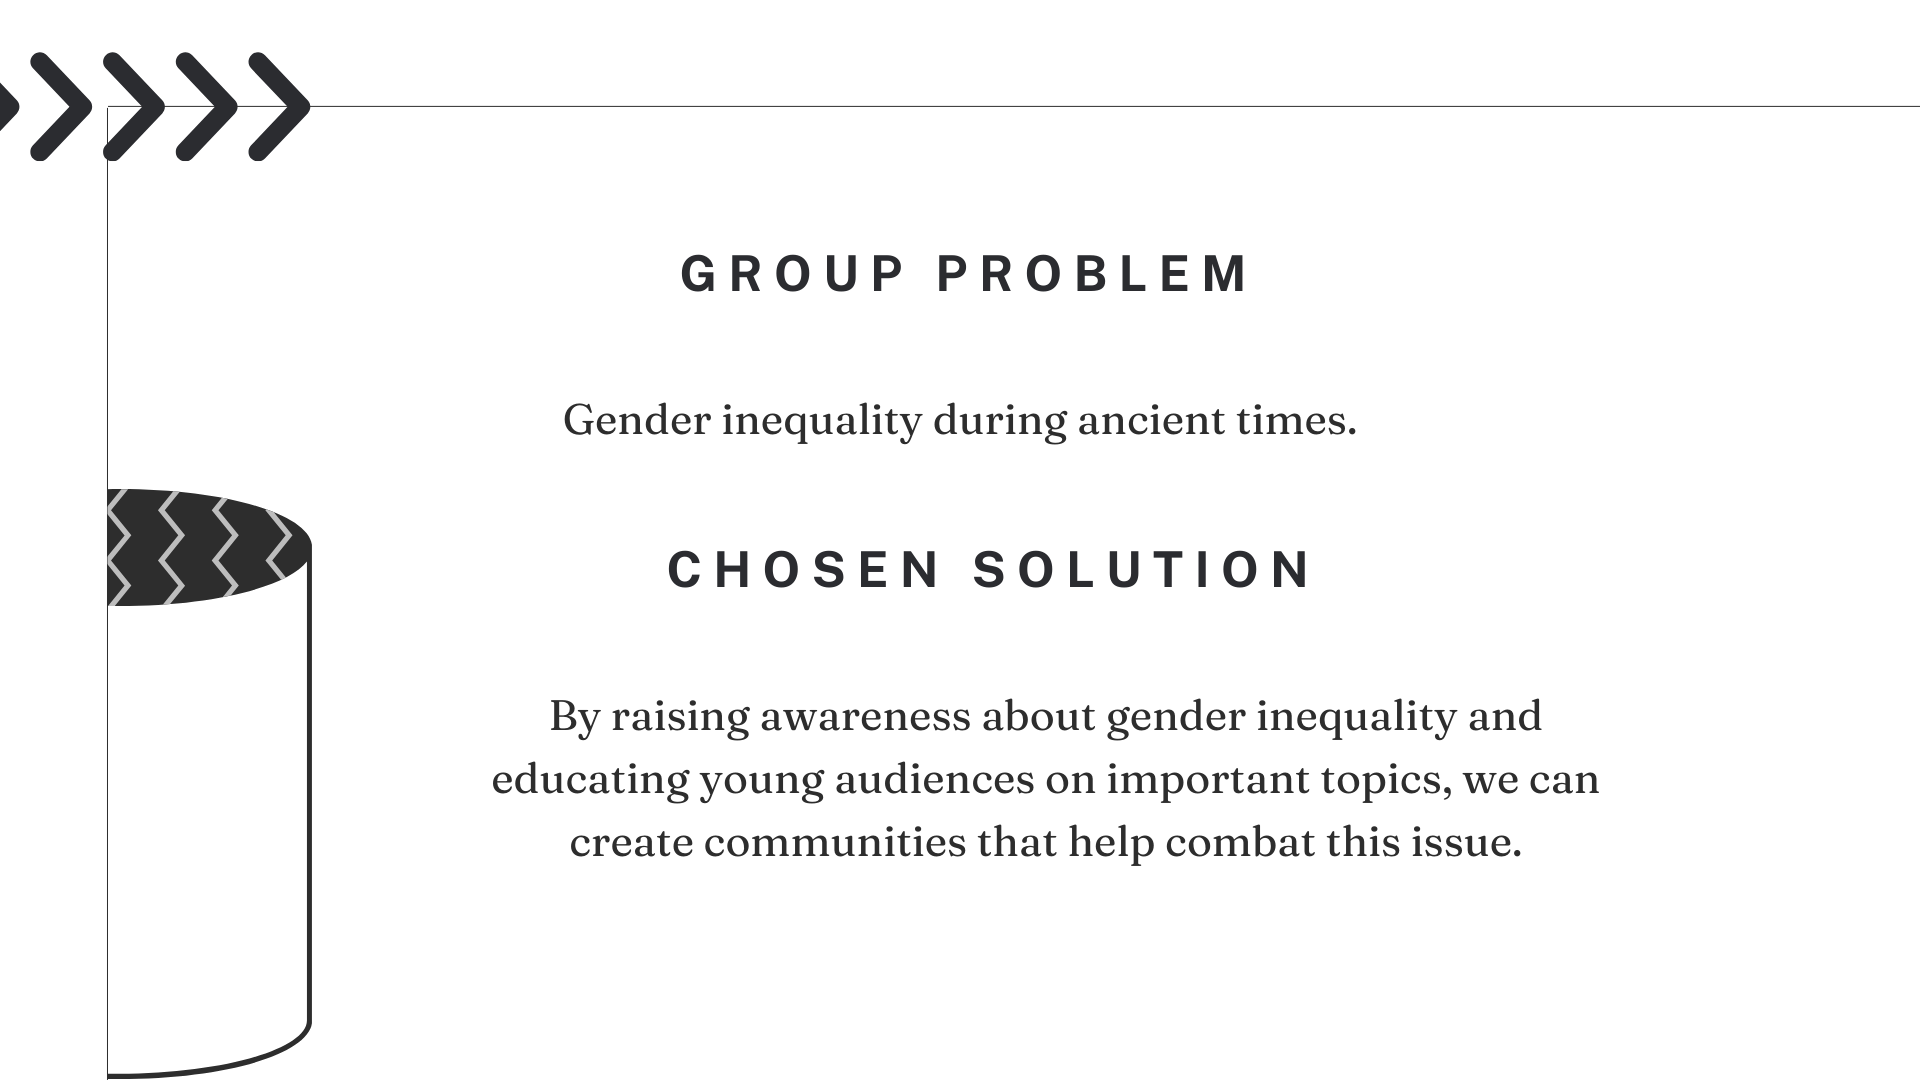 GROUP PROBLEM
Gender inequality during ancient times.
CHOSEN SOLUTION
By raising awareness about gender inequality and
educating young audiences on important topics, we can
create communities that help combat this issue.